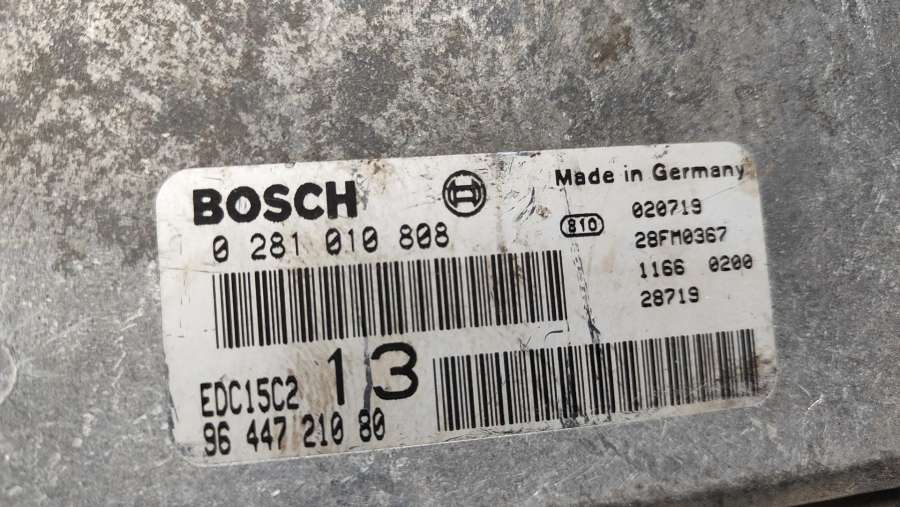 BOSCH
0 281 010 808
Made in Germany
810
020719
28FM0367
1166 0200
28719
EDC15C2 13
96 447 210 80